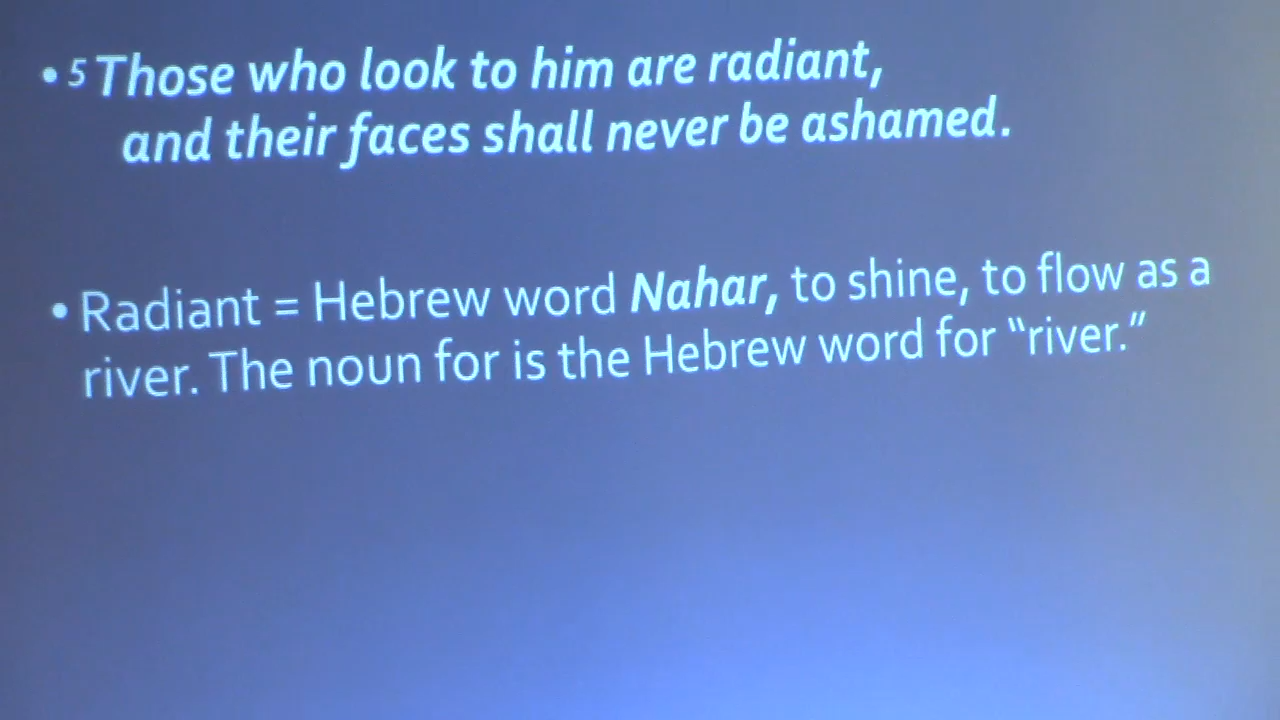 • 5 Those who look to him are radiant,
and their faces shall never be ashamed.
• Radiant = Hebrew word Nahar, to shine, to flow as a
river. The noun for is the Hebrew word for “river.”